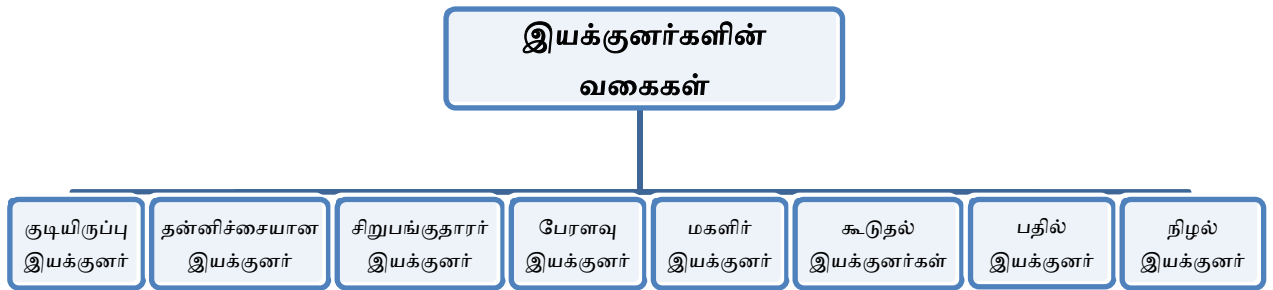 இயக்குனர்களின்
வகைகள்
குடியிருப்பு
இயக்குனர்
தன்னிச்சையான
இயக்குனர்
சிறுபங்குதாரர்
இயக்குனர்
பேரளவு
இயக்குனர்
மகளிர்
இயக்குனர்
கூடுதல்
இயக்குனர்கள்
பதில்
இயக்குனர்
நிழல்
இயக்குனர்